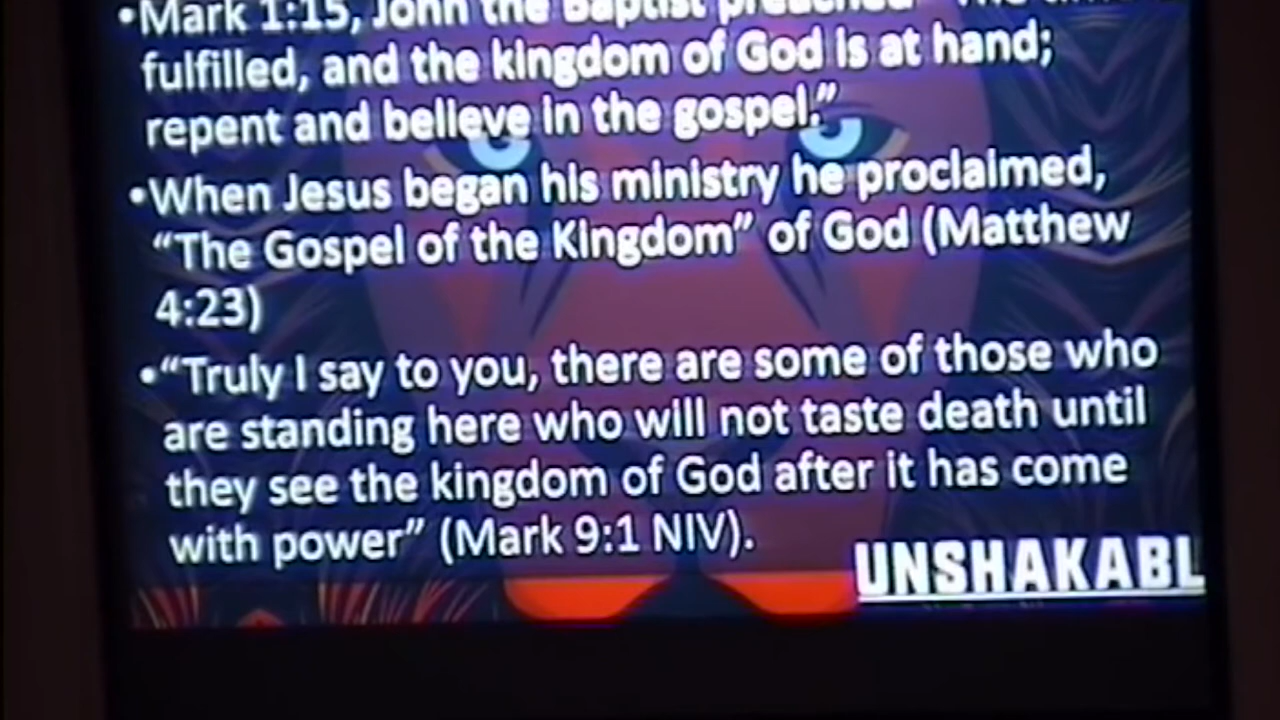 •Mark 1:15, John the Baptist preached "The
fulfilled, and the kingdom of God is at hand;
repent and believe in the gospel."
•When Jesus began his ministry he proclaimed,
“The Gospel of the Kingdom” of God (Matthew
4:23)
•“Truly I say to you, there are some of those who
are standing here who will not taste death until
they see the kingdom of God after it has come
with power” (Mark 9:1 NIV).
UNSHAKABL